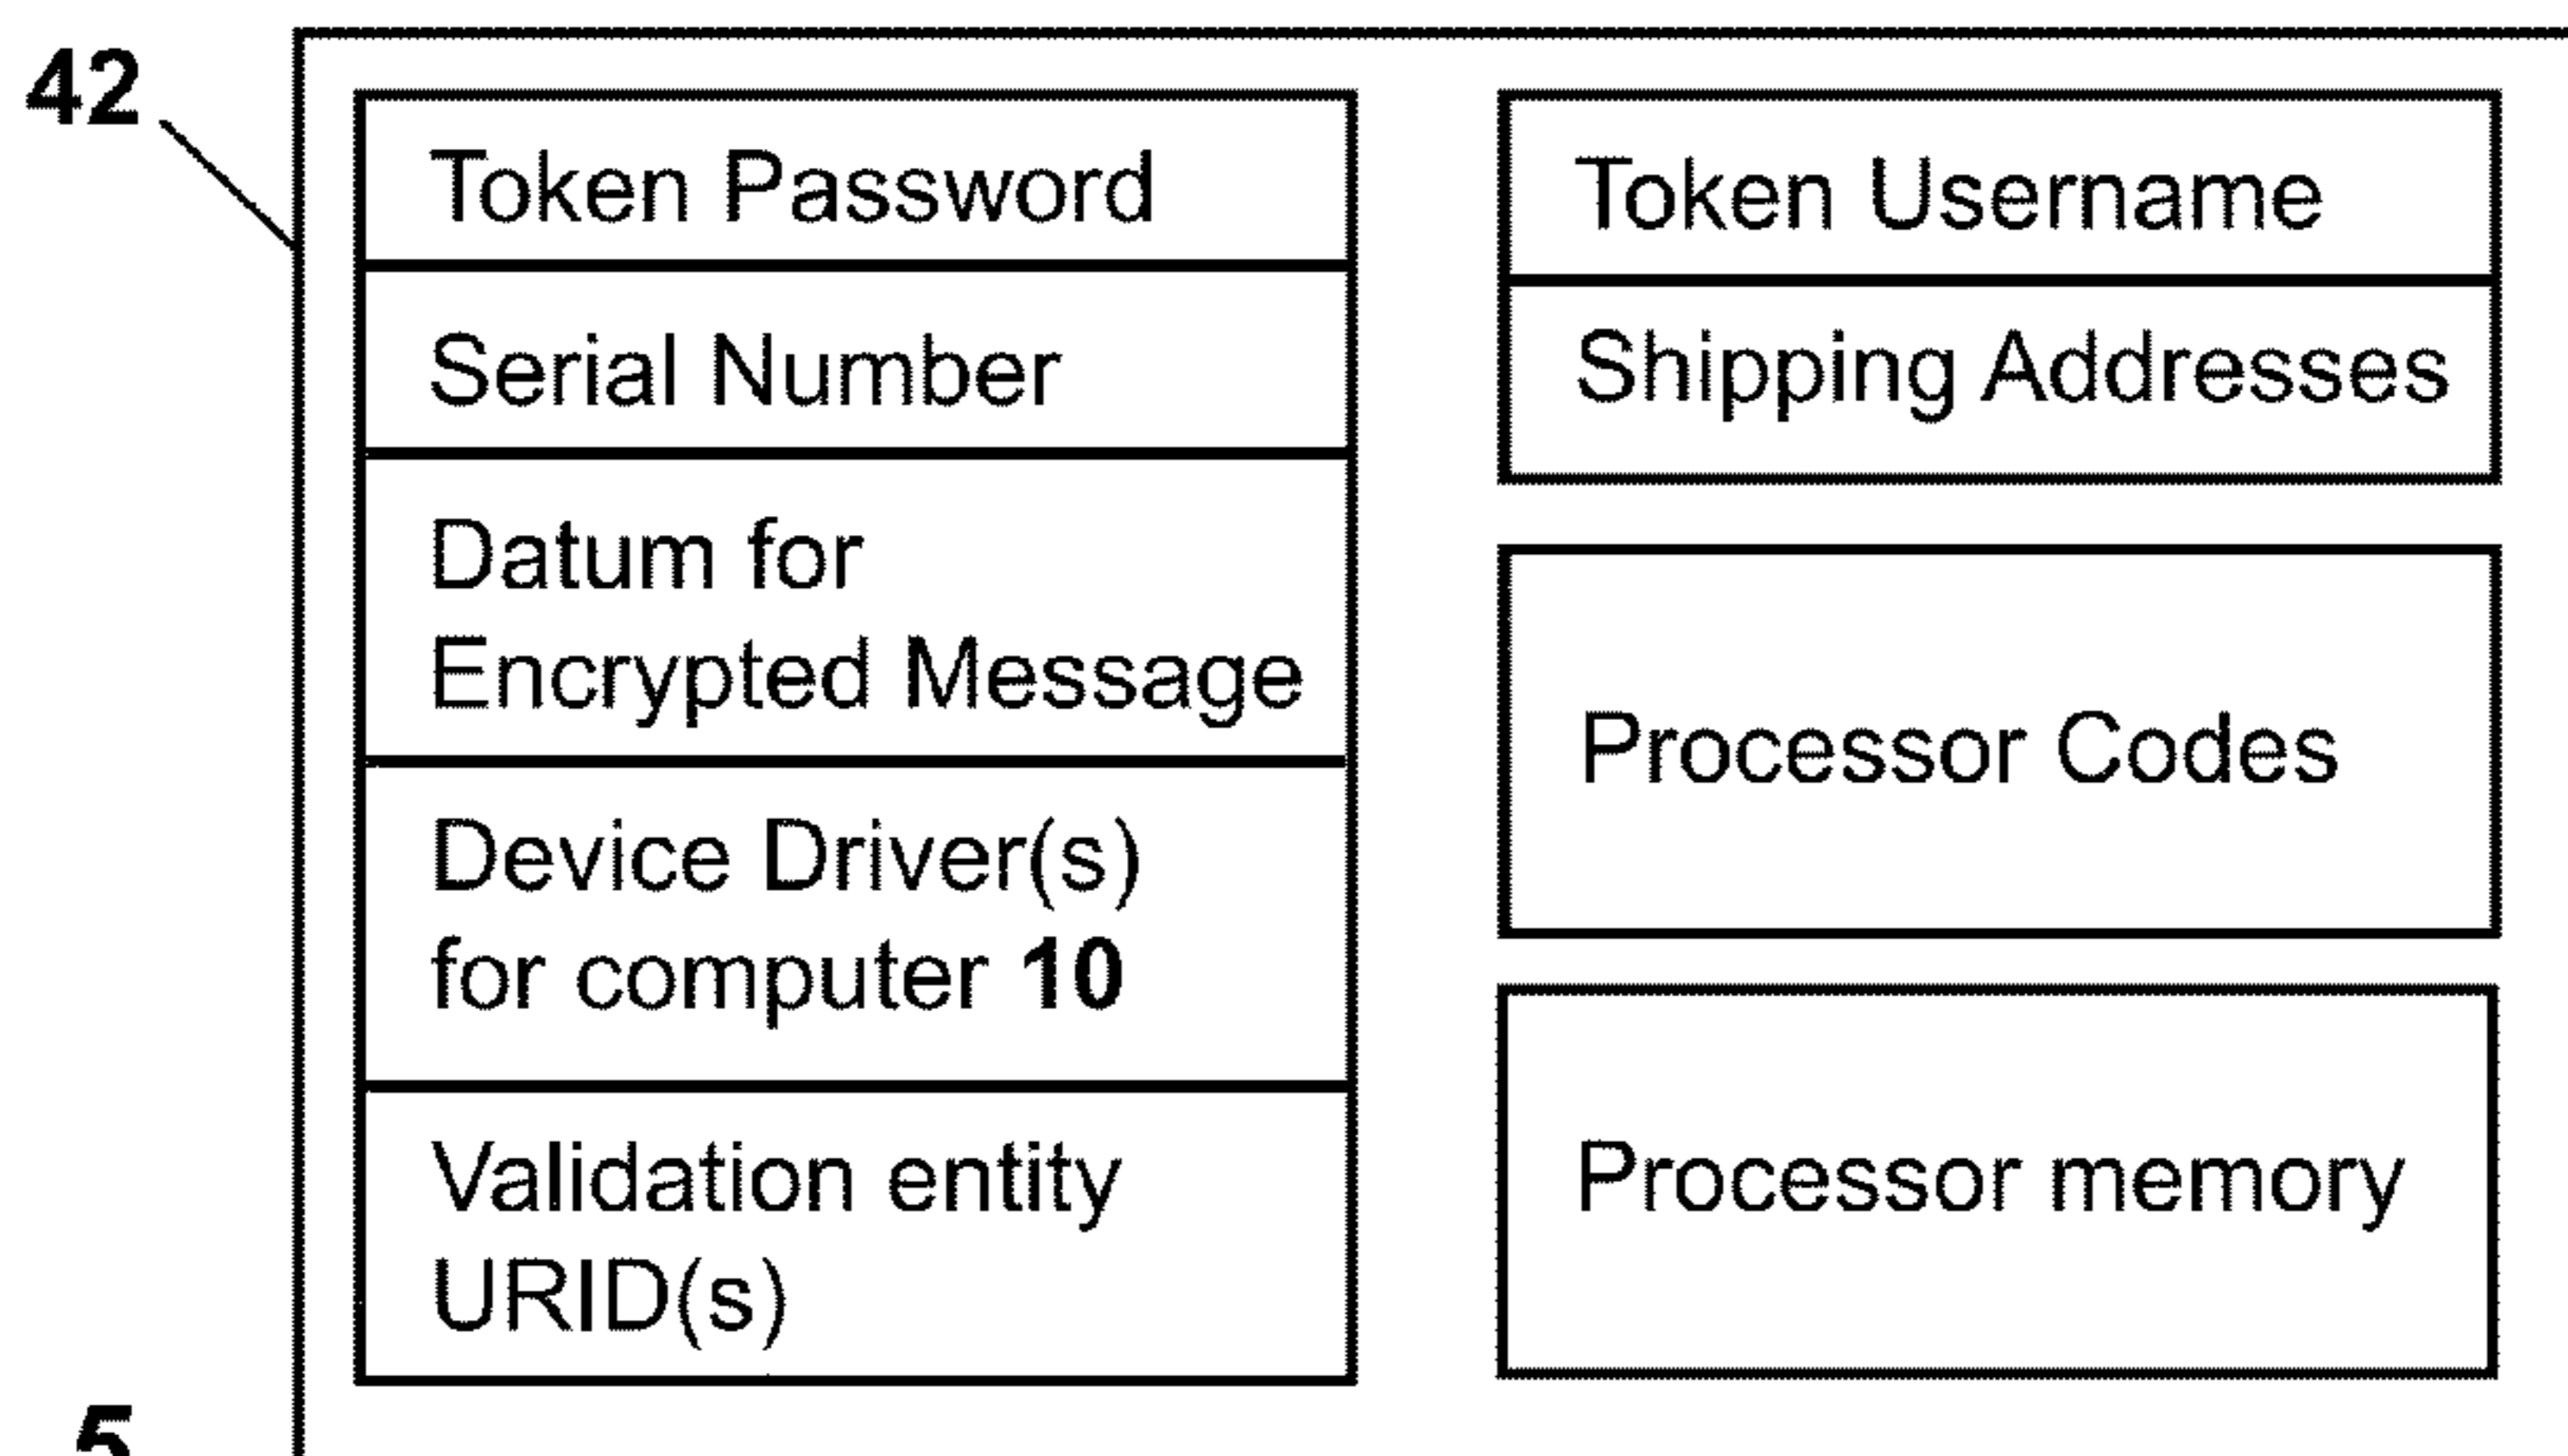 42
Token Password
Serial Number
Datum for
Encrypted Message
Device Driver(s)
for computer 10
Validation entity
URID(s)
Token Username
Shipping Addresses
Processor Codes
Processor memory
5